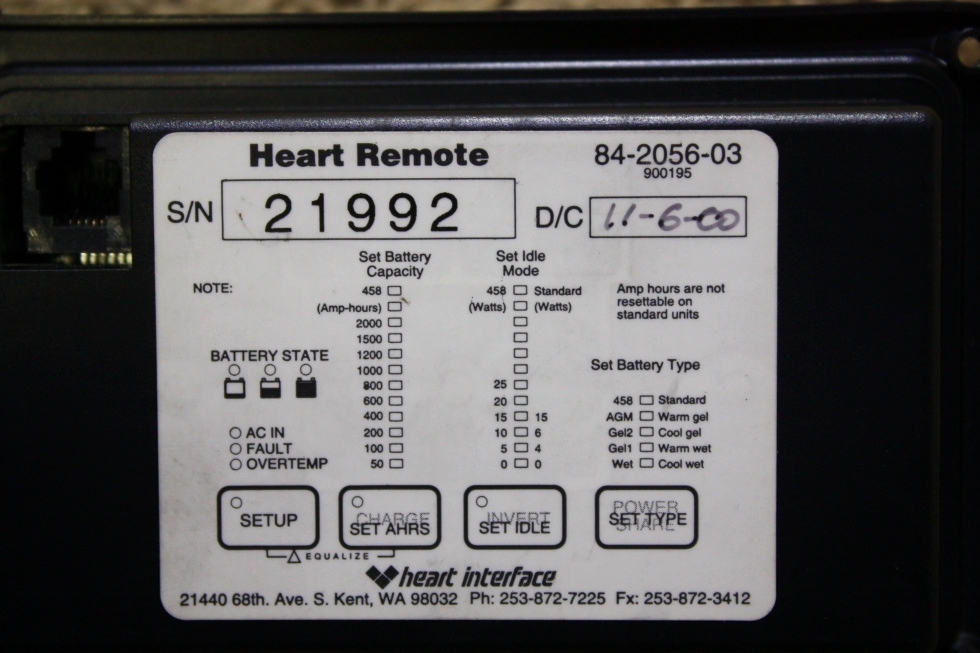 Heart Remote 84-2056-03
900195
S/N 21992 D/C 11-6-00
Set Battery Capacity
Set Idle Mode
NOTE:
458
(Amp-hours)
2000
1500
1200
1000
800
600
400
200
100
50
458 Standard
(Watts) (Watts)
25
20
15 15
10 6
5 4
0 0
Amp hours are not
resettable on
standard units
BATTERY STATE
AC IN
FAULT
OVERTEMP
Set Battery Type
458 Standard
AGM Warm gel
Gel2 Cool gel
Gel1 Warm wet
Wet Cool wet
SETUP
CHARGE
SET AHRS
INVERT
SET IDLE
POWER
SET TYPE
SHARE
EQUALIZE
heart interface
21440 68th. Ave. S. Kent, WA 98032 Ph: 253-872-7225 Fx: 253-872-3412